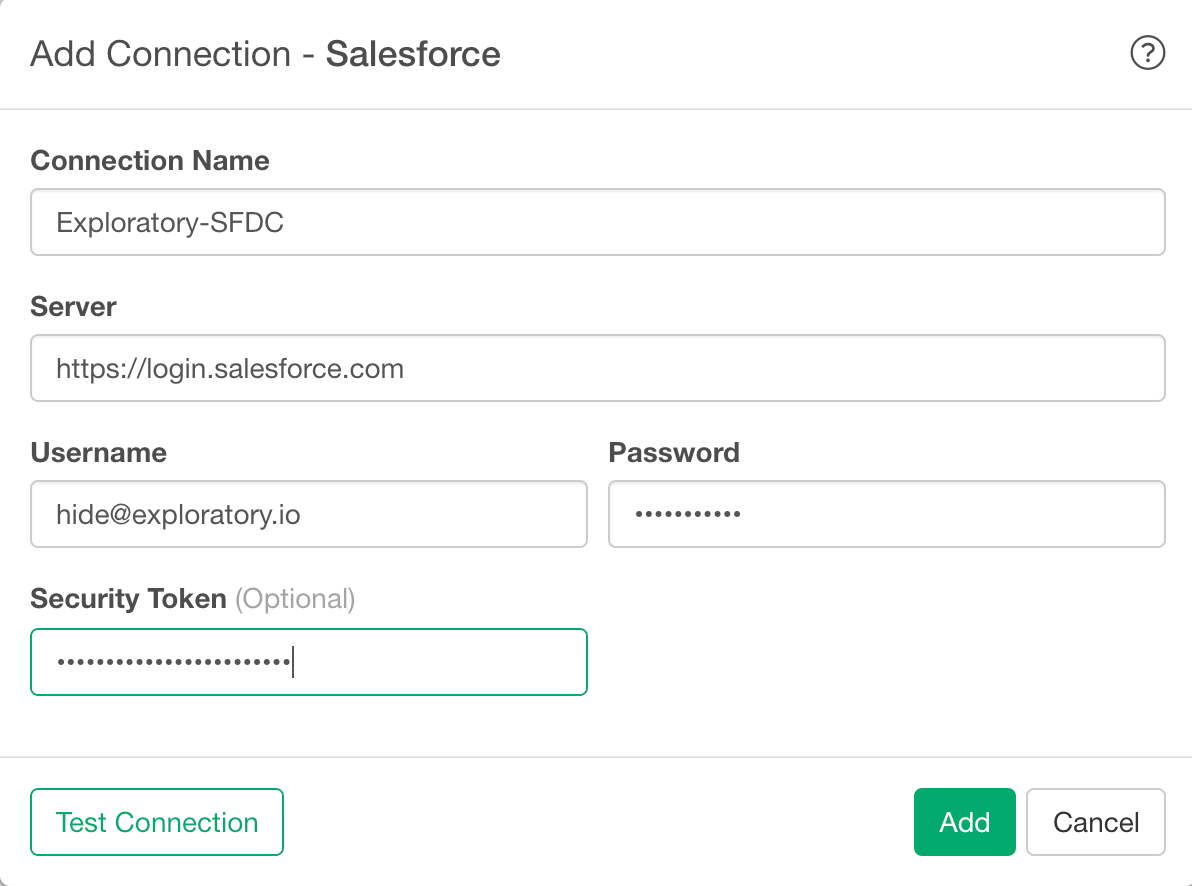 Add Connection - Salesforce ?
Connection Name
Exploratory-SFDC
Server
https://login.salesforce.com
Username Password
hide@exploratory.io •••••••••••
Security Token (Optional)
••••••••••••••••••••••••
Test Connection Add Cancel